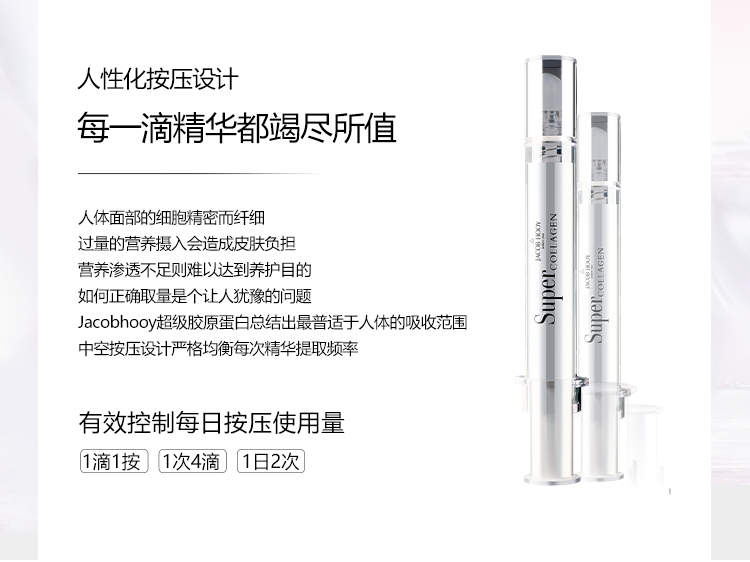 人性化按压设计
每一滴精华都竭尽所值
人体面部的细胞精密而纤细
过量的营养摄入会造成皮肤负担
营养渗透不足则难以达到养护目的
如何正确取量是个让人犹豫的问题
Jacobhooy超级胶原蛋白总结出最普适于人体的吸收范围
中空按压设计严格均衡每次精华提取频率
有效控制每日按压使用量
1滴1按 1次4滴 1日2次
JACOB HOOY
Super
COLLAGEN
JACOB HOOY
Super
COLLAGEN